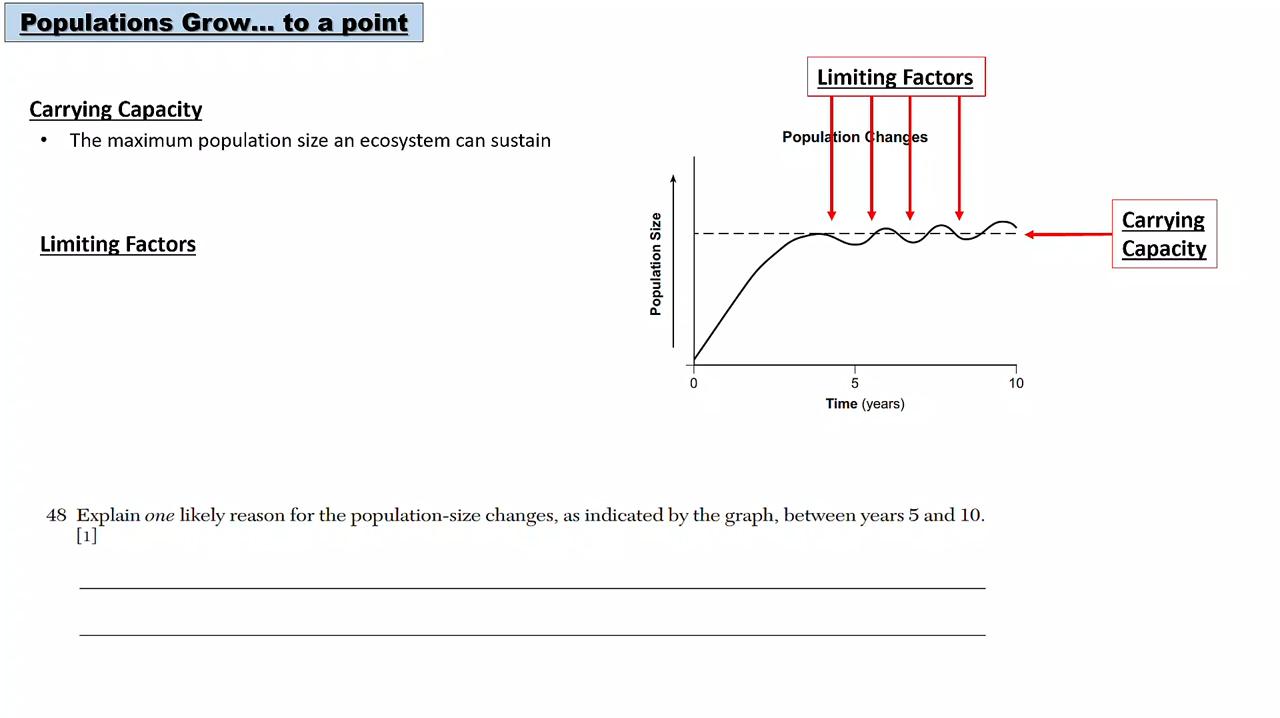 Populations Grow... to a point
Carrying Capacity
• The maximum population size an ecosystem can sustain
Limiting Factors
Limiting Factors
Population Changes
Population Size
Carrying
Capacity
0 5 10
Time (years)
48 Explain one likely reason for the population-size changes, as indicated by the graph, between years 5 and 10.
[1]